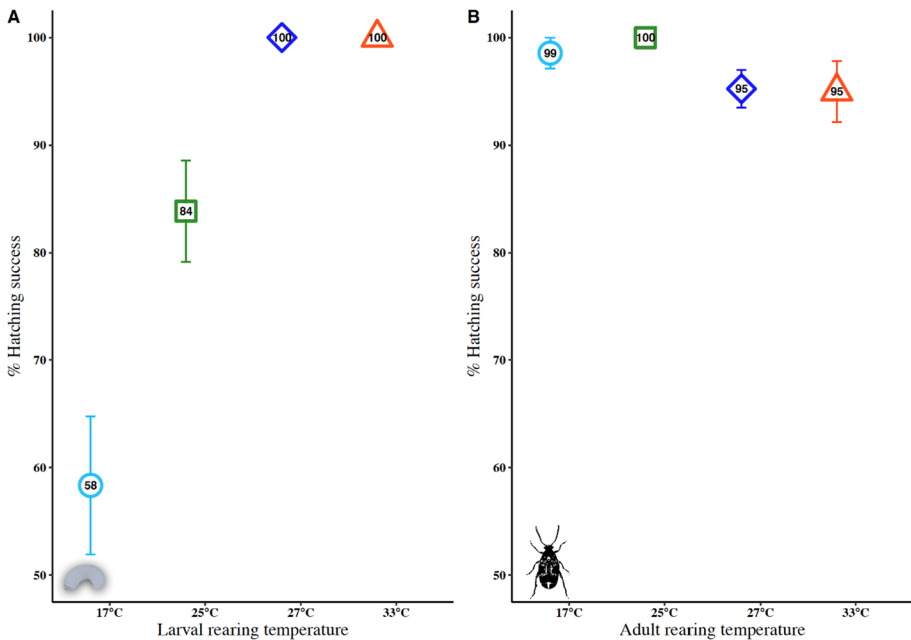 A
% Hatching success
100
90
80
70
60
50
58
84
100
100
17°C
25°C
27°C
33°C
Larval rearing temperature
B
% Hatching success
100
90
80
70
60
50
99
100
95
95
17°C
25°C
27°C
33°C
Adult rearing temperature